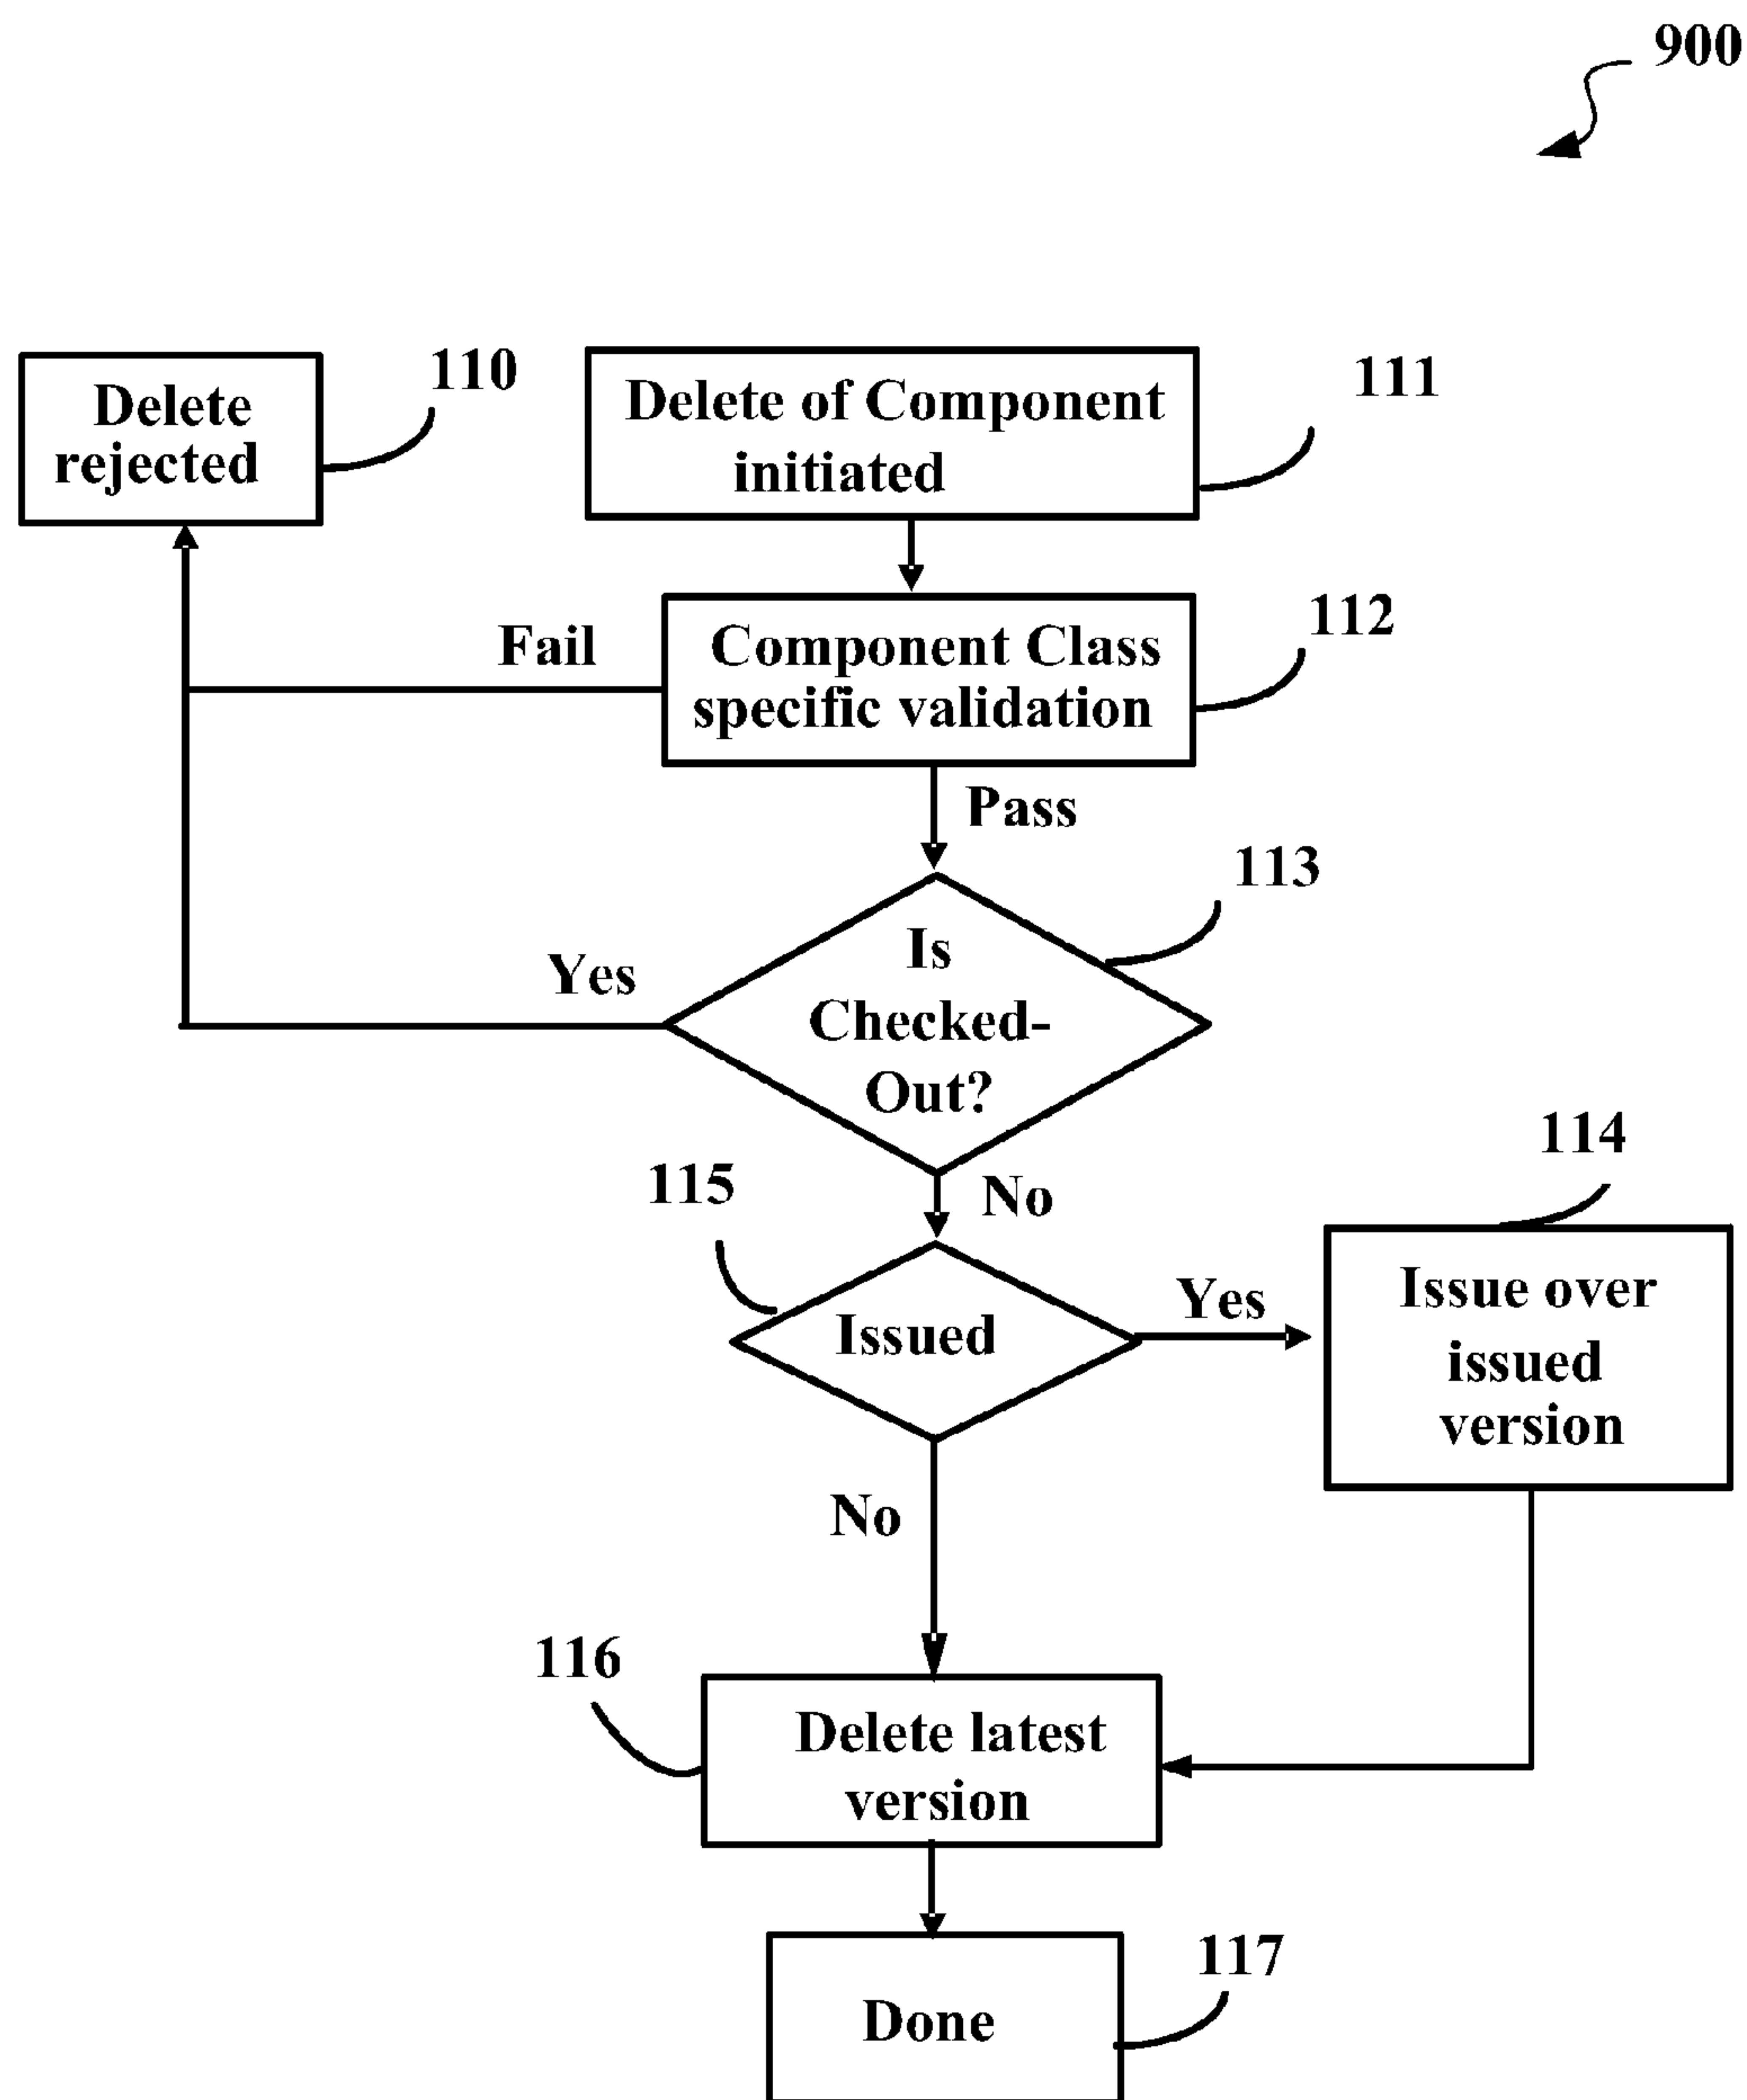 900
110
Delete
rejected
Delete of Component
initiated
111
Fail
Component Class
specific validation
112
Pass
113
Yes
Is
Checked-
Out?
No
114
115
Issued
Yes
Issue over
issued
version
No
116
Delete latest
version
117
Done